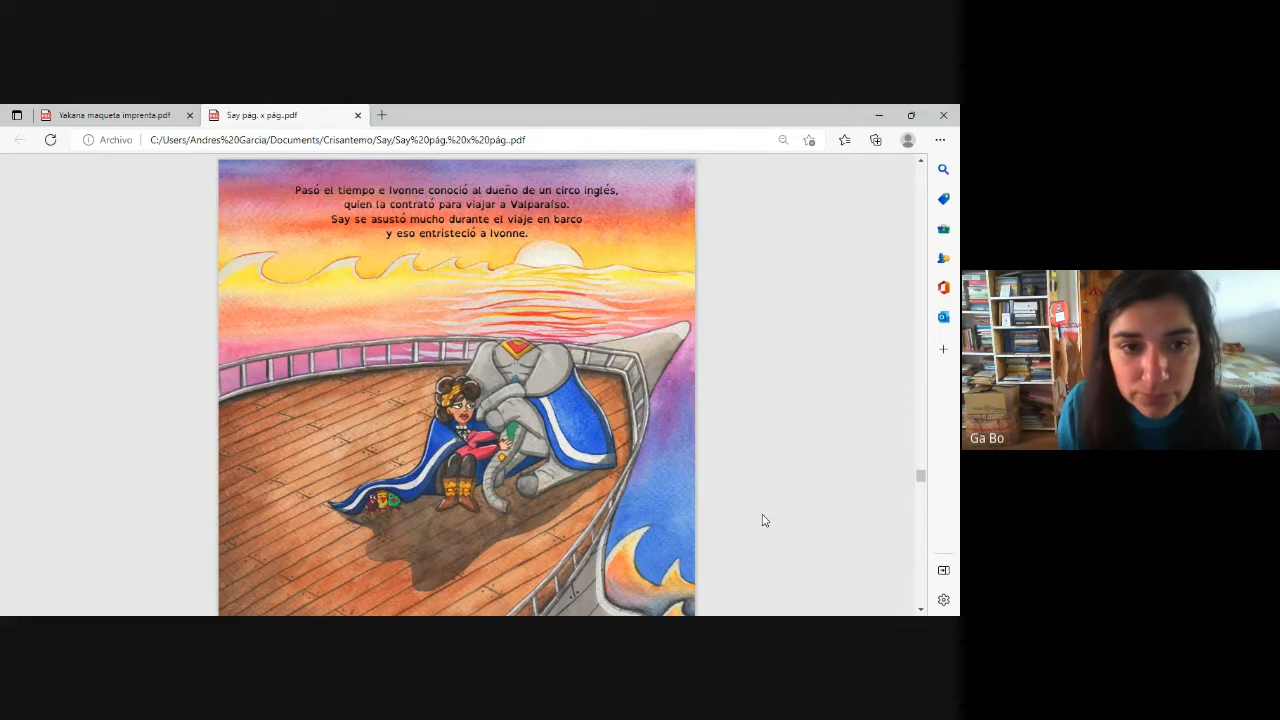 Yakana maqueta imprenta.pdf
Say pág. x pág..pdf
Archivo
C:/Users/Andres%20Garcia/Documents/Crisantemo/Say/Say%20pág.%20x%20pág..pdf
Pasó el tiempo e Ivonne conoció al dueño de un circo inglés,
quien la contrató para viajar a Valparaíso.
Say se asustó mucho durante el viaje en barco
y eso entristeció a Ivonne.
Ga Bo